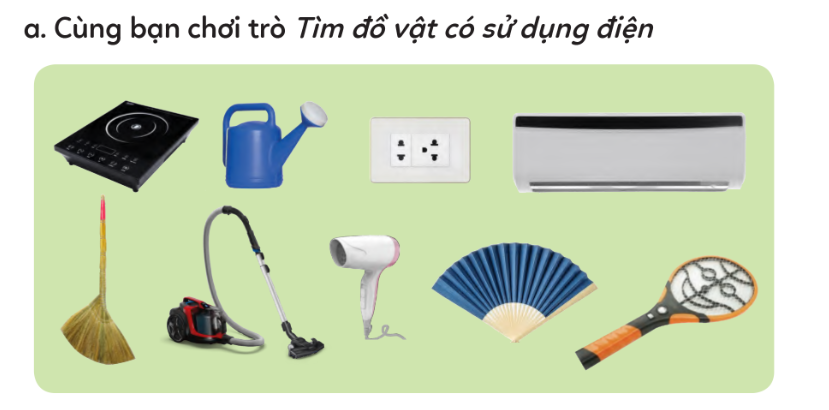 a. Cùng bạn chơi trò Tìm đồ vật có sử dụng điện